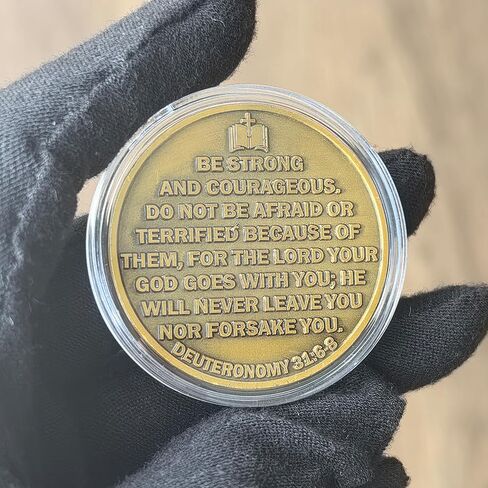 BE STRONG
AND COURAGEOUS.
DO NOT BE AFRAID OR
TERRIFIED BECAUSE OF
THEM, FOR THE LORD YOUR
GOD GOES WITH YOU; HE
WILL NEVER LEAVE YOU
NOR FORSAKE YOU.
DEUTERONOMY 31:6-8